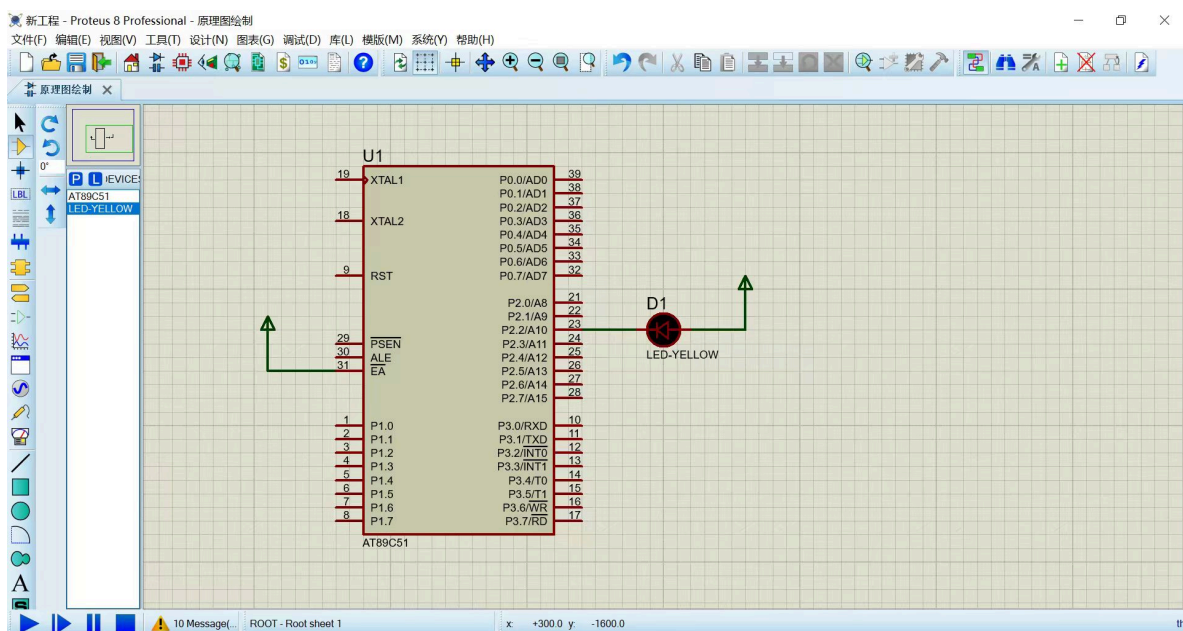 新工程 - Proteus 8 Professional - 原理图绘制
文件(F) 编辑(E) 视图(V) 工具(T) 设计(N) 图表(G) 调试(D) 库(L) 模版(M) 系统(Y) 帮助(H)
原理图绘制
0°
P L DEVICES
AT89C51
LED-YELLOW
LBL
A
S
U1
19 XTAL1
18 XTAL2
9 RST
29 PSEN
30 ALE
31 EA
1 P1.0
2 P1.1
3 P1.2
4 P1.3
5 P1.4
6 P1.5
7 P1.6
8 P1.7
P0.0/AD0 39
P0.1/AD1 38
P0.2/AD2 37
P0.3/AD3 36
P0.4/AD4 35
P0.5/AD5 34
P0.6/AD6 33
P0.7/AD7 32
P2.0/A8 21
P2.1/A9 22
P2.2/A10 23
P2.3/A11 24
P2.4/A12 25
P2.5/A13 26
P2.6/A14 27
P2.7/A15 28
P3.0/RXD 10
P3.1/TXD 11
P3.2/INT0 12
P3.3/INT1 13
P3.4/T0 14
P3.5/T1 15
P3.6/WR 16
P3.7/RD 17
AT89C51
D1
LED-YELLOW
10 Message(... ROOT - Root sheet 1 x: +300.0 y: -1600.0 th